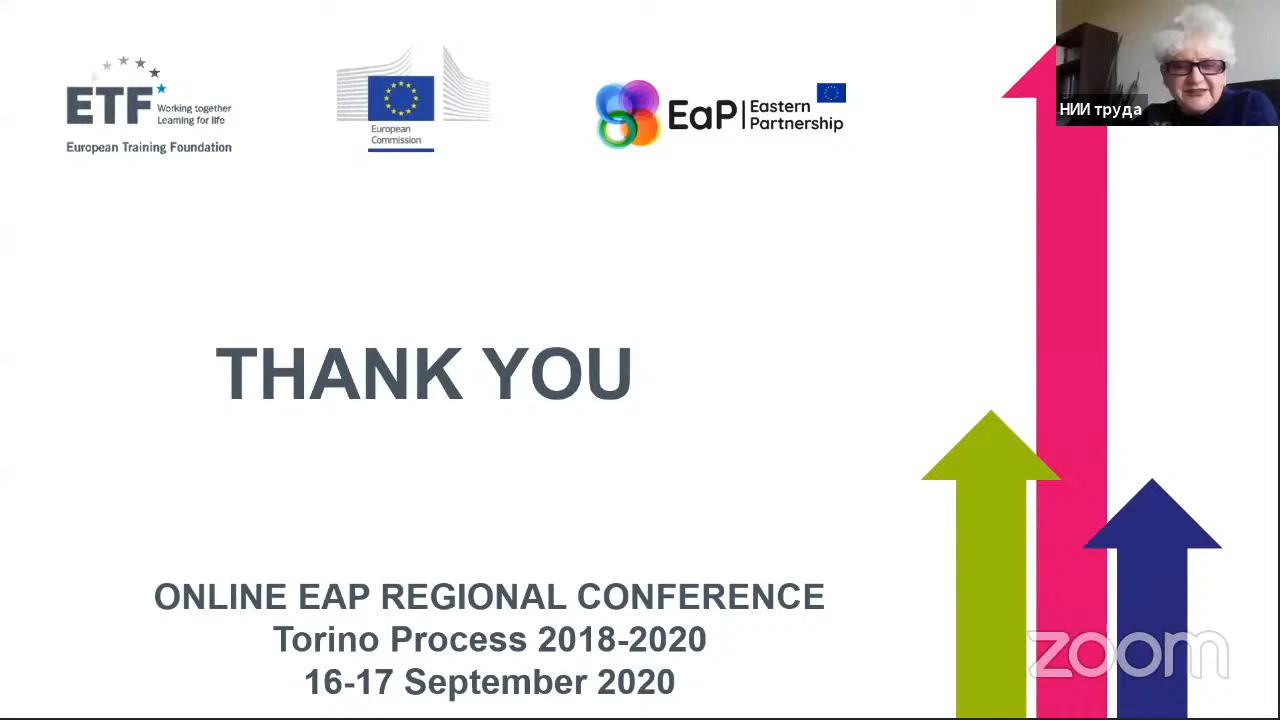 ETF Working together
Learning for life
European Training Foundation
European
Commission
EaP Eastern
Partnership
НИИ труда
THANK YOU
ONLINE EAP REGIONAL CONFERENCE
Torino Process 2018-2020
16-17 September 2020
zoom